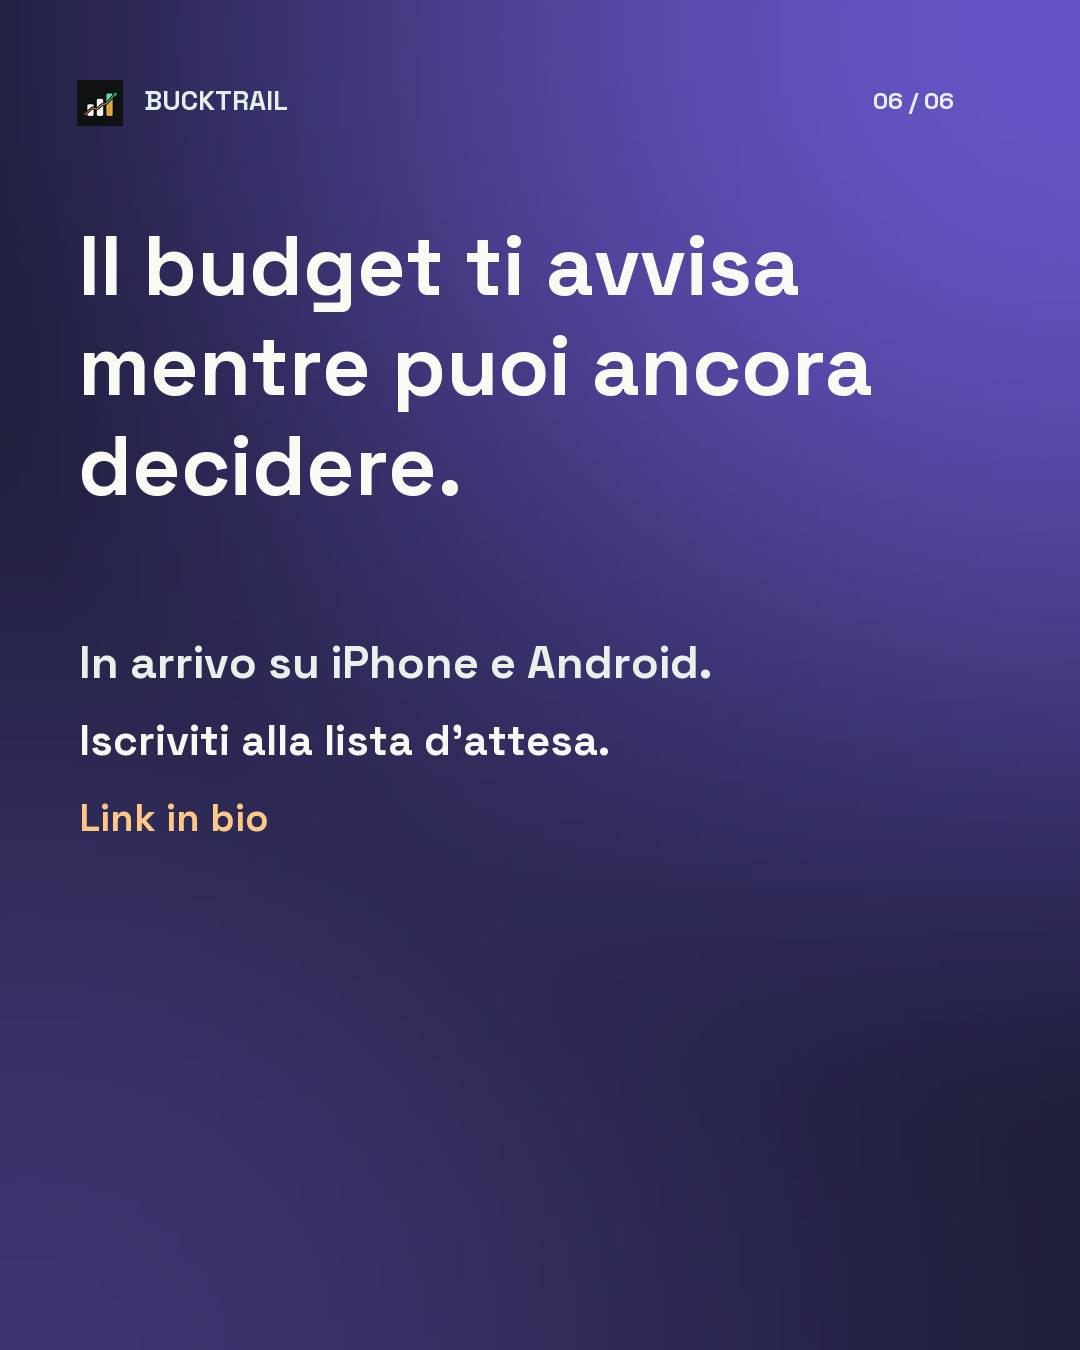 BUCKTRAIL
06 / 06
Il budget ti avvisa
mentre puoi ancora
decidere.
In arrivo su iPhone e Android.
Iscriviti alla lista d’attesa.
Link in bio